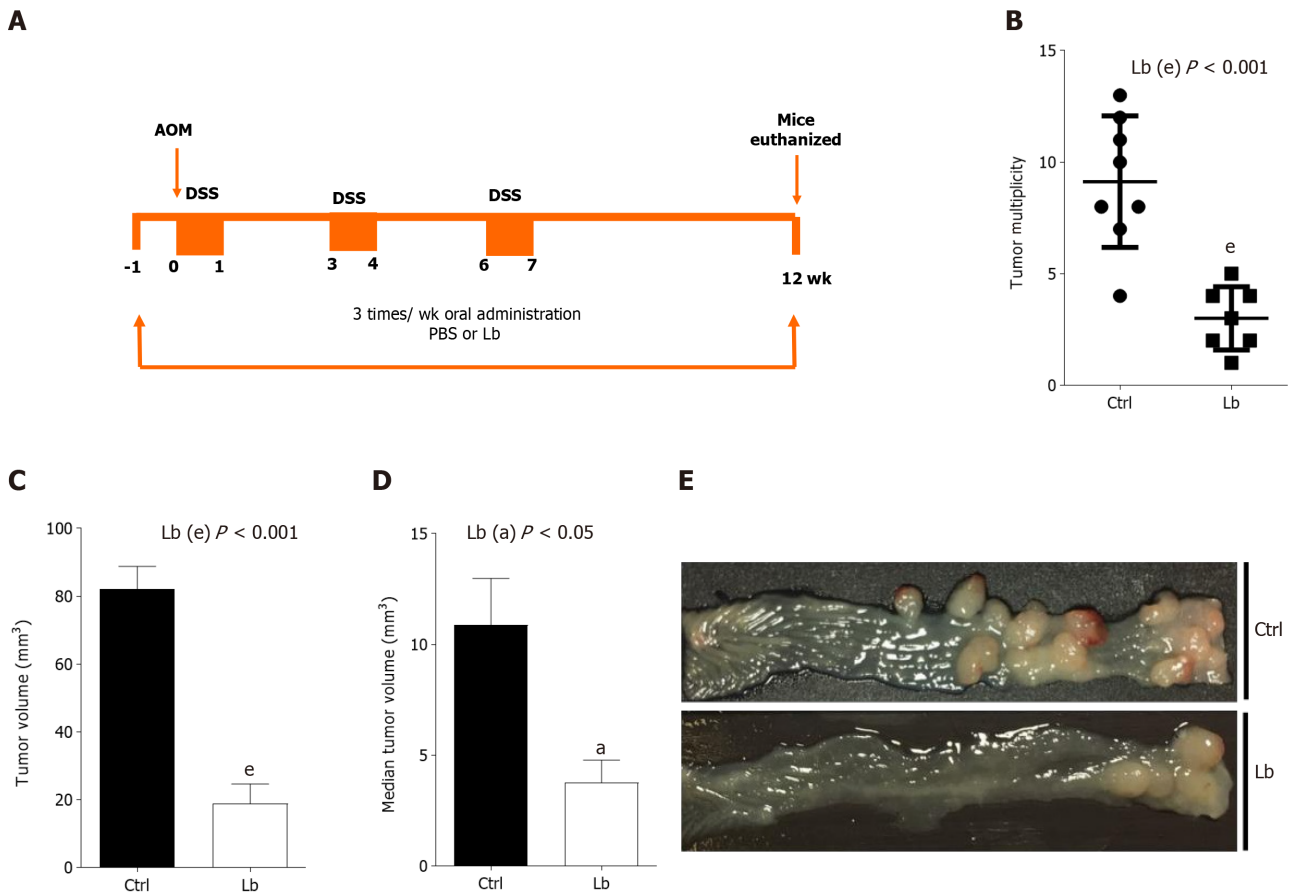 A
AOM
DSS
DSS
DSS
Mice
euthanized
-1
0
1
3
4
6
7
12 wk
3 times/ wk oral administration
PBS or Lb
B
Lb (e) P < 0.001
Tumor multiplicity
15
10
5
0
e
Ctrl
Lb
C
Lb (e) P < 0.001
Tumor volume (mm³)
100
80
60
40
20
0
e
Ctrl
Lb
D
Lb (a) P < 0.05
Median tumor volume (mm³)
15
10
5
0
a
Ctrl
Lb
E
Ctrl
Lb